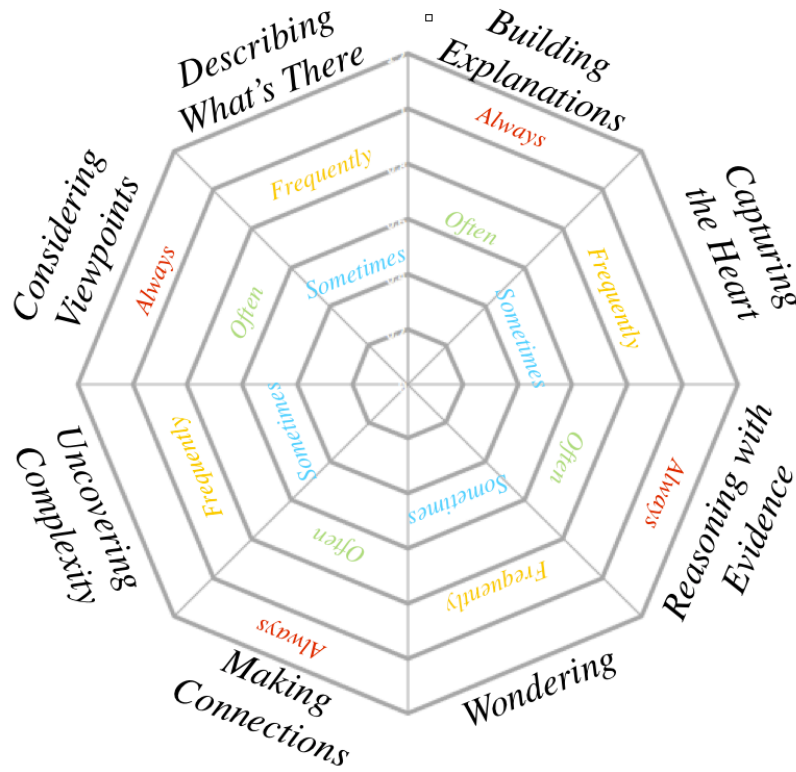 Describing
What's There
Building
Explanations
Always
Frequently
Often
Sometimes
Considering
Viewpoints
Always
Often
Capturing
the Heart
Frequently
Sometimes
Uncovering
Complexity
Frequently
Sometimes
Reasoning with
Evidence
Always
Often
Sometimes
Often
Frequently
Always
Making
Connections
Wondering